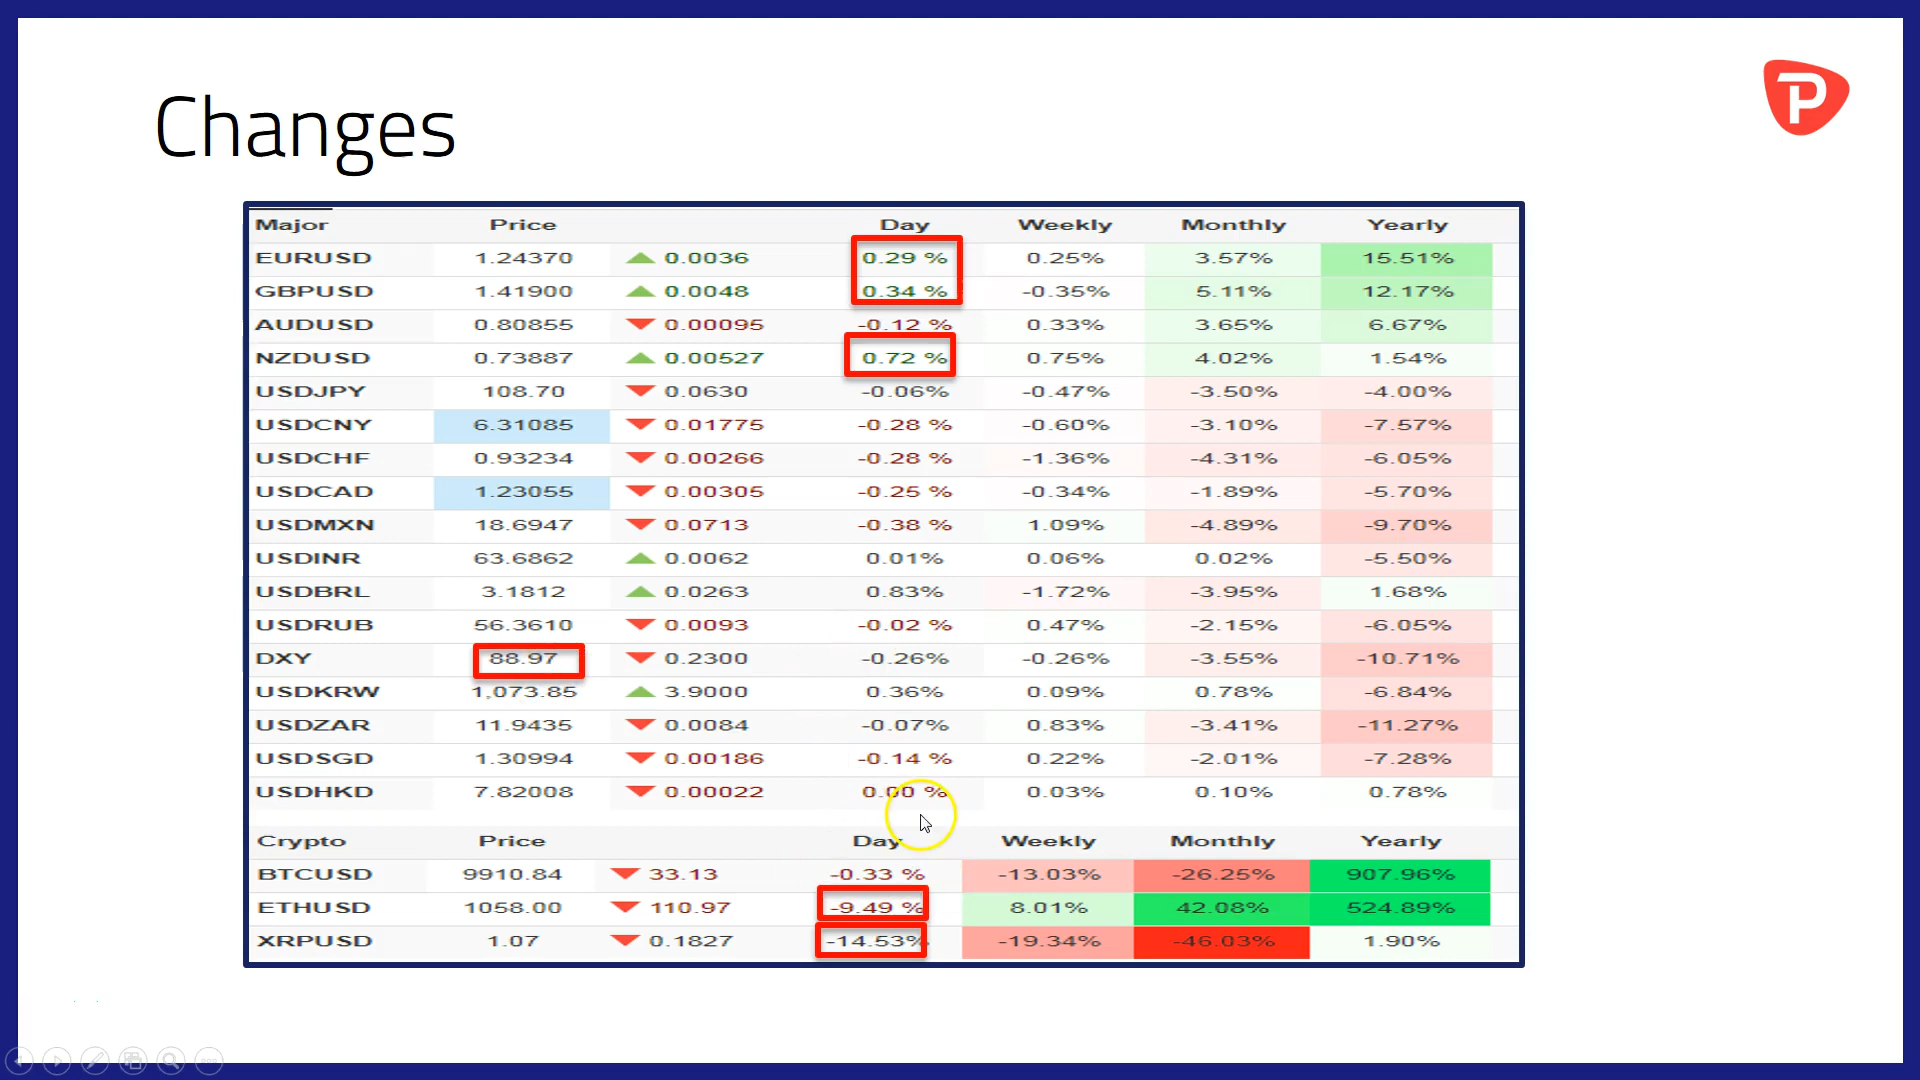 P
Changes
Major Price Day Weekly Monthly Yearly
EURUSD 1.24370 0.0036 0.29 % 0.25% 3.57% 15.51%
GBPUSD 1.41900 0.0048 0.34 % -0.35% 5.11% 12.17%
AUDUSD 0.80855 0.00095 -0.12 % 0.33% 3.65% 6.67%
NZDUSD 0.73887 0.00527 0.72 % 0.75% 4.02% 1.54%
USDJPY 108.70 0.0630 -0.06% -0.47% -3.50% -4.00%
USDCNY 6.31085 0.01775 -0.28 % -0.60% -3.10% -7.57%
USDCHF 0.93234 0.00266 -0.28 % -1.36% -4.31% -6.05%
USDCAD 1.23055 0.00305 -0.25 % -0.34% -1.89% -5.70%
USDMXN 18.6947 0.0713 -0.38 % 1.09% -4.89% -9.70%
USDINR 63.6862 0.0062 0.01% 0.06% 0.02% -5.50%
USDBRL 3.1812 0.0263 0.83% -1.72% -3.95% 1.68%
USDRUB 56.3610 0.0093 -0.02 % 0.47% -2.15% -6.05%
DXY 88.97 0.2300 -0.26% -0.26% -3.55% -10.71%
USDKRW 1,073.85 3.9000 0.36% 0.09% 0.78% -6.84%
USDZAR 11.9435 0.0084 -0.07% 0.83% -3.41% -11.27%
USDSGD 1.30994 0.00186 -0.14 % 0.22% -2.01% -7.28%
USDHKD 7.82008 0.00022 0.00 % 0.03% 0.10% 0.78%
Crypto Price Day Weekly Monthly Yearly
BTCUSD 9910.84 33.13 -0.33 % -13.03% -26.25% 907.96%
ETHUSD 1058.00 110.97 -9.49 % 8.01% 42.08% 524.89%
XRPUSD 1.07 0.1827 -14.53% -19.34% -46.03% 1.90%